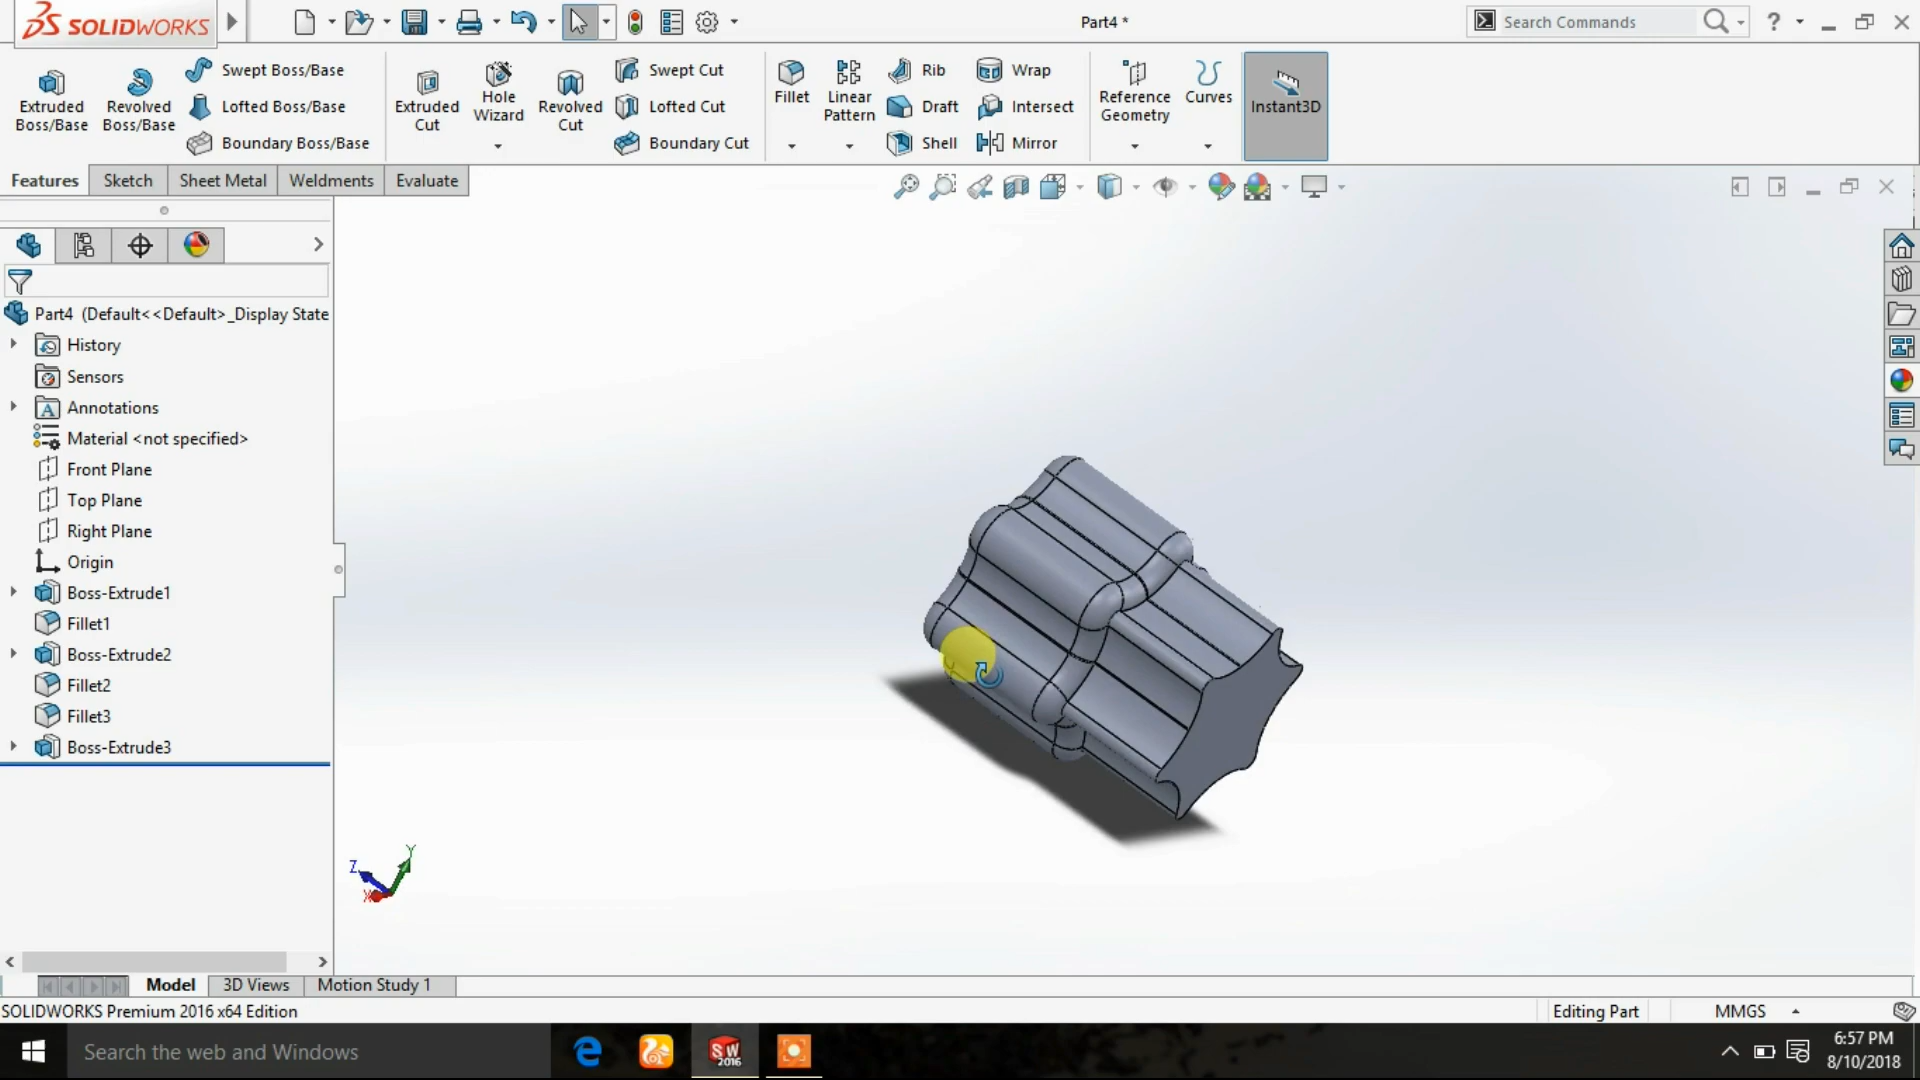 SOLIDWORKS
Part4 *
Search Commands
?
Extruded Boss/Base
Revolved Boss/Base
Swept Boss/Base
Lofted Boss/Base
Boundary Boss/Base
Extruded Cut
Hole Wizard
Revolved Cut
Swept Cut
Lofted Cut
Boundary Cut
Fillet
Linear Pattern
Rib
Draft
Shell
Wrap
Intersect
Mirror
Reference Geometry
Curves
Instant3D
Features
Sketch
Sheet Metal
Weldments
Evaluate
Part4 (Default<<Default>_Display State
History
Sensors
Annotations
Material <not specified>
Front Plane
Top Plane
Right Plane
Origin
Boss-Extrude1
Fillet1
Boss-Extrude2
Fillet2
Fillet3
Boss-Extrude3
Z
Y
X
Model
3D Views
Motion Study 1
SOLIDWORKS Premium 2016 x64 Edition
Editing Part
MMGS
Search the web and Windows
SW
2016
6:57 PM
8/10/2018